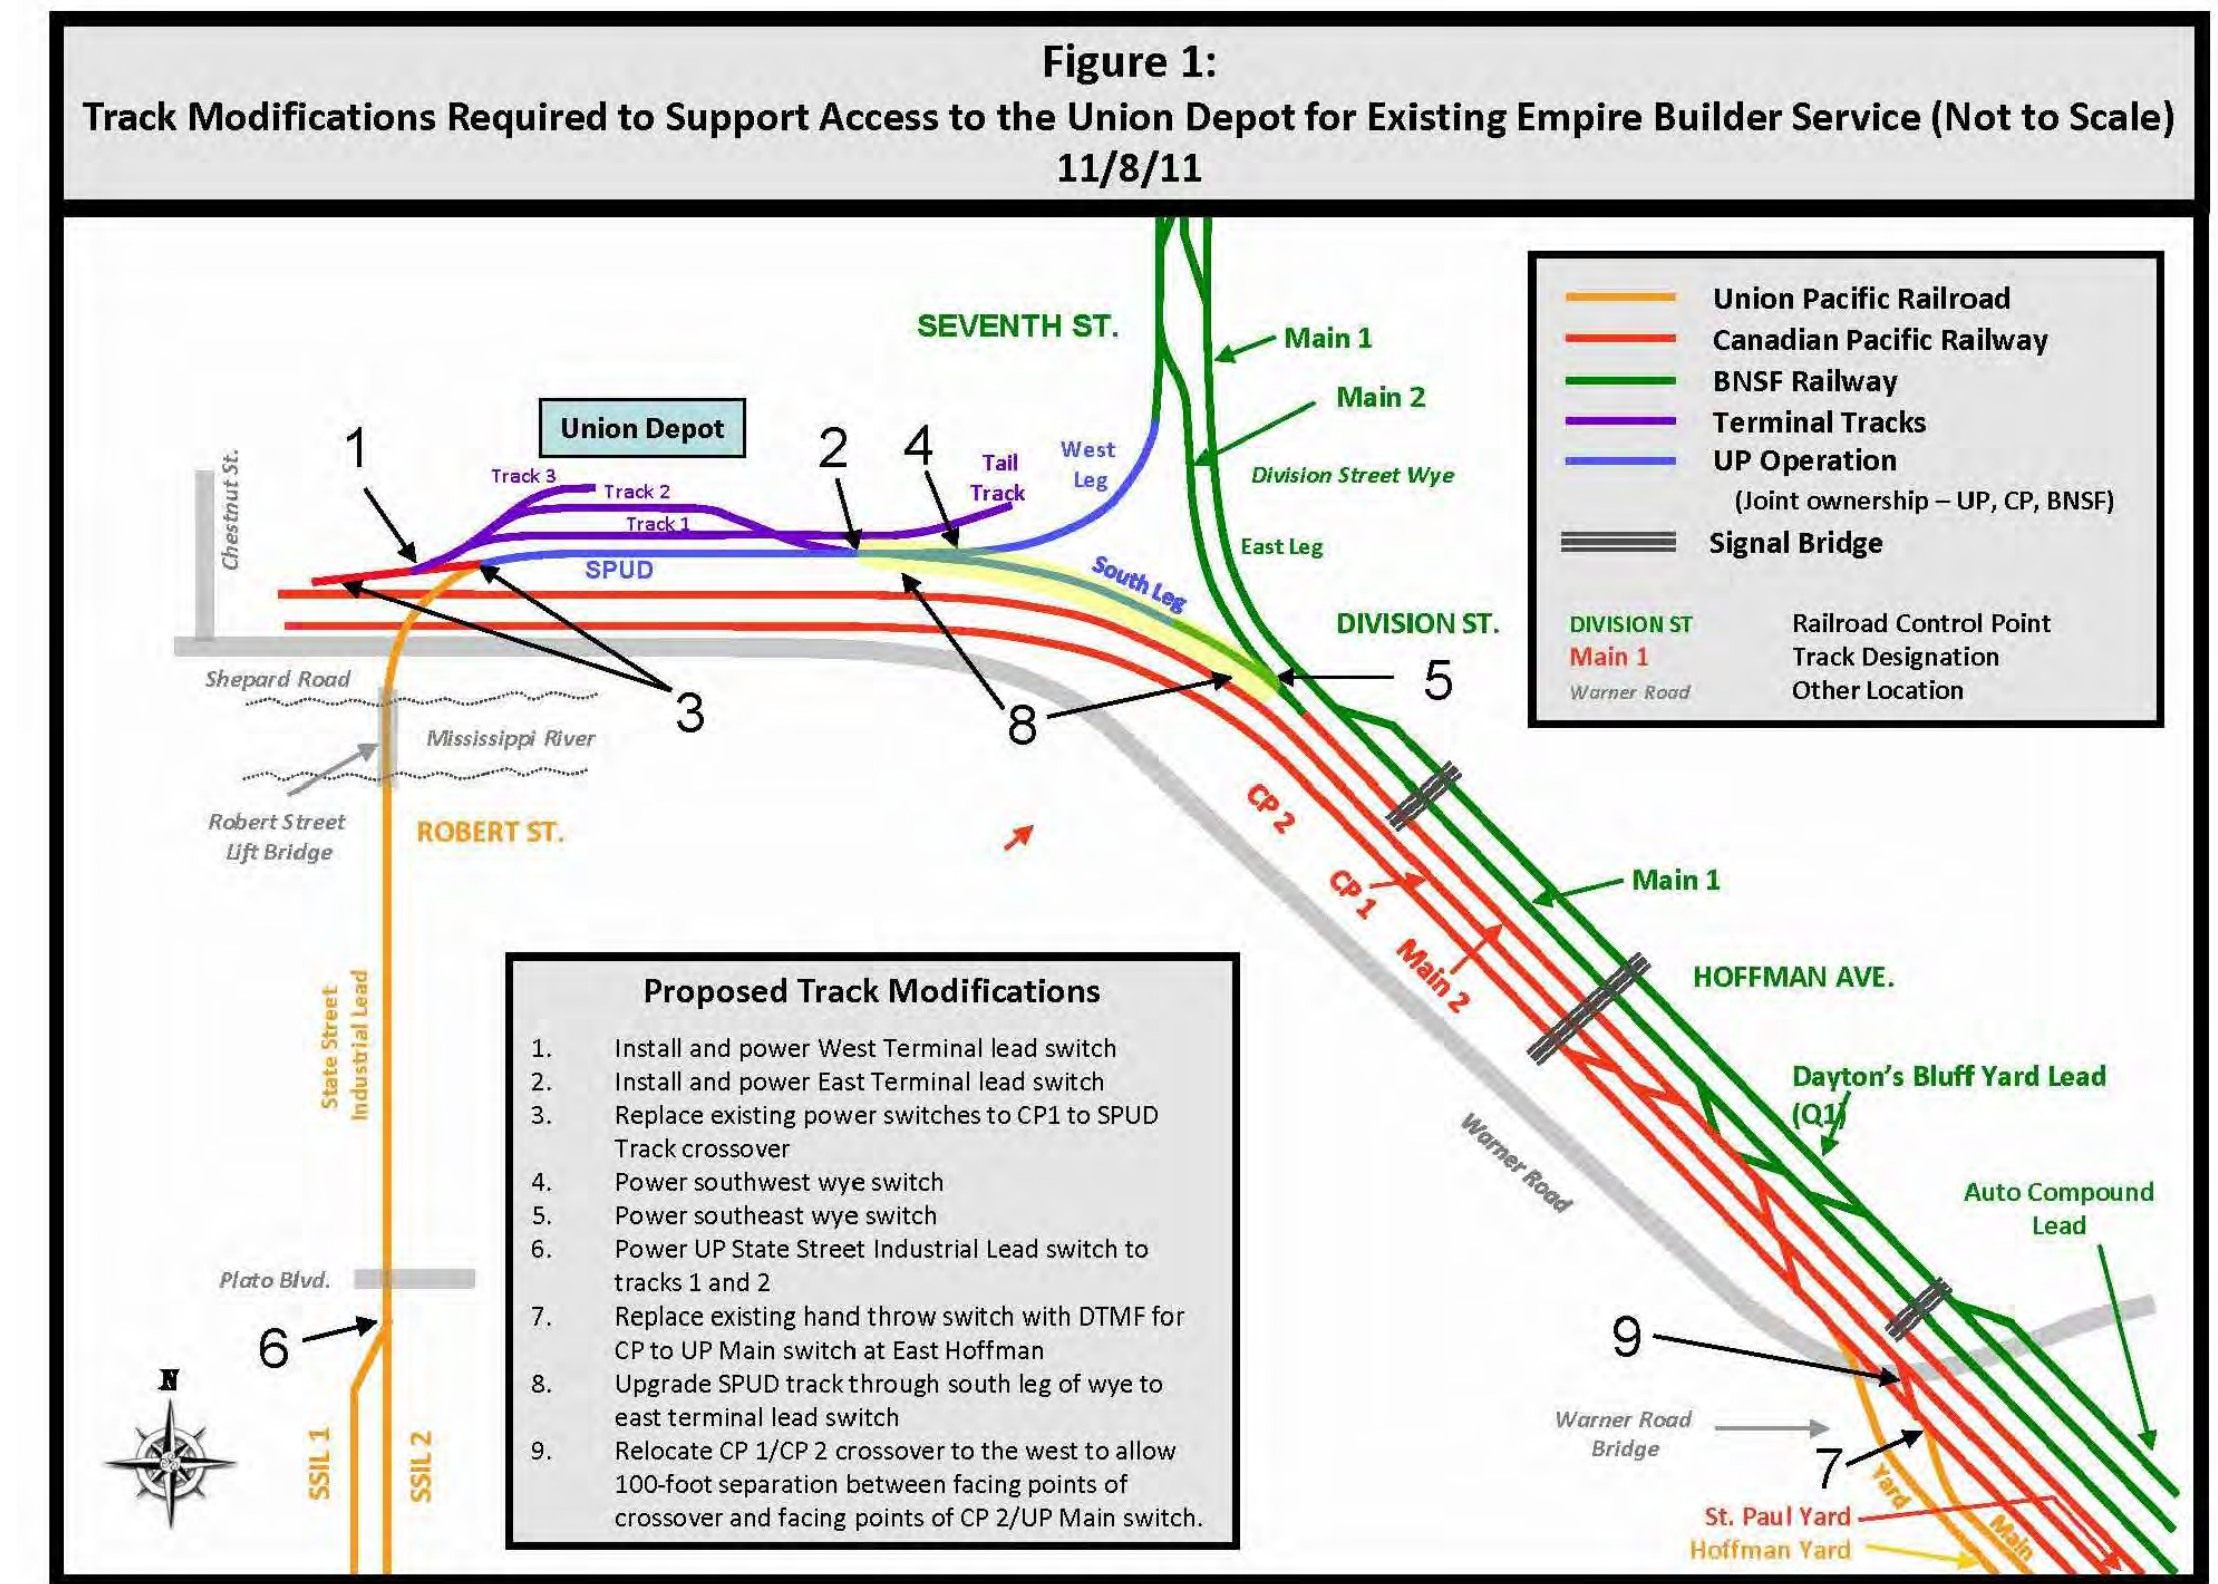 Figure 1:
Track Modifications Required to Support Access to the Union Depot for Existing Empire Builder Service (Not to Scale)
11/8/11
Union Pacific Railroad
Canadian Pacific Railway
BNSF Railway
Terminal Tracks
UP Operation
(Joint ownership – UP, CP, BNSF)
Signal Bridge
DIVISION ST
Railroad Control Point
Main 1
Track Designation
Warner Road
Other Location
SEVENTH ST.
Main 1
Main 2
Division Street Wye
East Leg
DIVISION ST.
5
Union Depot
1
2
4
Chestnut St.
Track 3
Track 2
Track 1
Tail
Track
West
Leg
SPUD
South Leg
Shepard Road
3
8
Mississippi River
Robert Street
Lift Bridge
ROBERT ST.
CP 2
CP 1
Main 2
Main 1
HOFFMAN AVE.
Dayton's Bluff Yard Lead
(Q1)
Auto Compound
Lead
Warner Road
State Street
Industrial Lead
Plato Blvd.
6
N
SSIL 1
SSIL 2
9
Warner Road
Bridge
7
Yard
Main
St. Paul Yard
Hoffman Yard
Proposed Track Modifications
1. Install and power West Terminal lead switch
2. Install and power East Terminal lead switch
3. Replace existing power switches to CP1 to SPUD
Track crossover
4. Power southwest wye switch
5. Power southeast wye switch
6. Power UP State Street Industrial Lead switch to
tracks 1 and 2
7. Replace existing hand throw switch with DTMF for
CP to UP Main switch at East Hoffman
8. Upgrade SPUD track through south leg of wye to
east terminal lead switch
9. Relocate CP 1/CP 2 crossover to the west to allow
100-foot separation between facing points of
crossover and facing points of CP 2/UP Main switch.